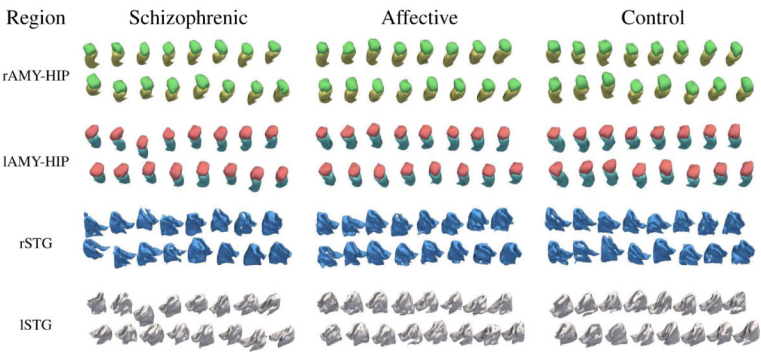 Region Schizophrenic Affective Control
rAMY-HIP
lAMY-HIP
rSTG
lSTG